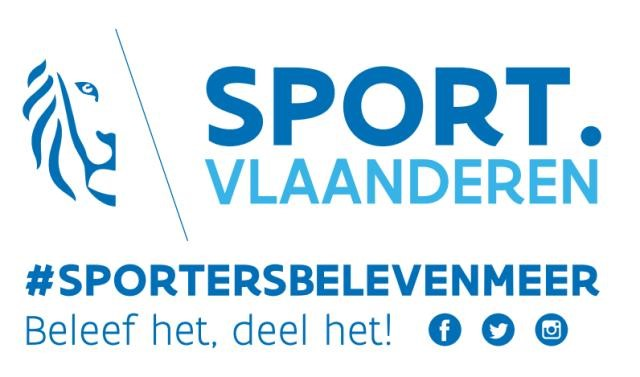 SPORT.
VLAANDEREN
#SPORTERSBELEVENMEER
Beleef het, deel het!